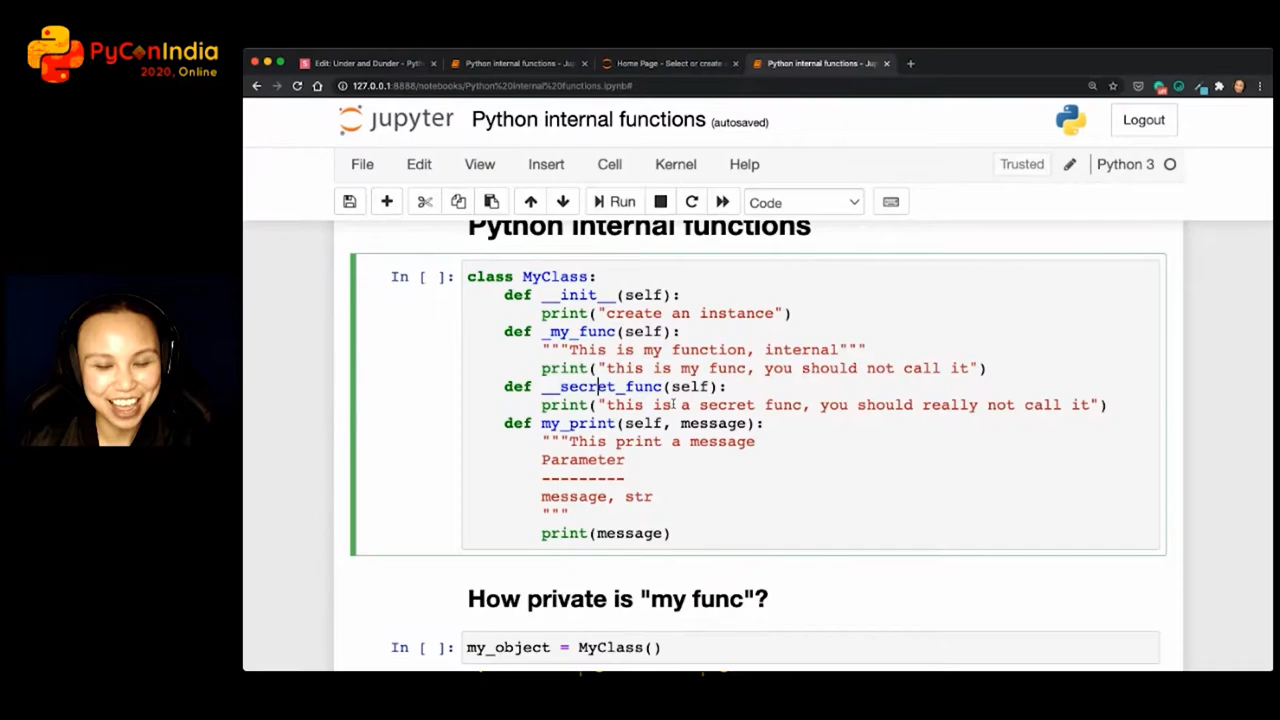 PyConIndia
2020, Online
Edit: Under and Dunder - Pyth
Python internal functions - Ju
Home Page - Select or create
Python internal functions - Ju
127.0.0.1:8888/notebooks/Python%20internal%20functions.ipynb#
jupyter Python internal functions (autosaved)
Logout
File Edit View Insert Cell Kernel Help
Trusted Python 3
Run Code
Python internal functions
In [ ]: class MyClass:
def __init__(self):
print("create an instance")
def _my_func(self):
"""This is my function, internal"""
print("this is my func, you should not call it")
def __secret_func(self):
print("this is a secret func, you should really not call it")
def my_print(self, message):
"""This print a message
Parameter
---------
message, str
"""
print(message)
How private is "my func"?
In [ ]: my_object = MyClass()